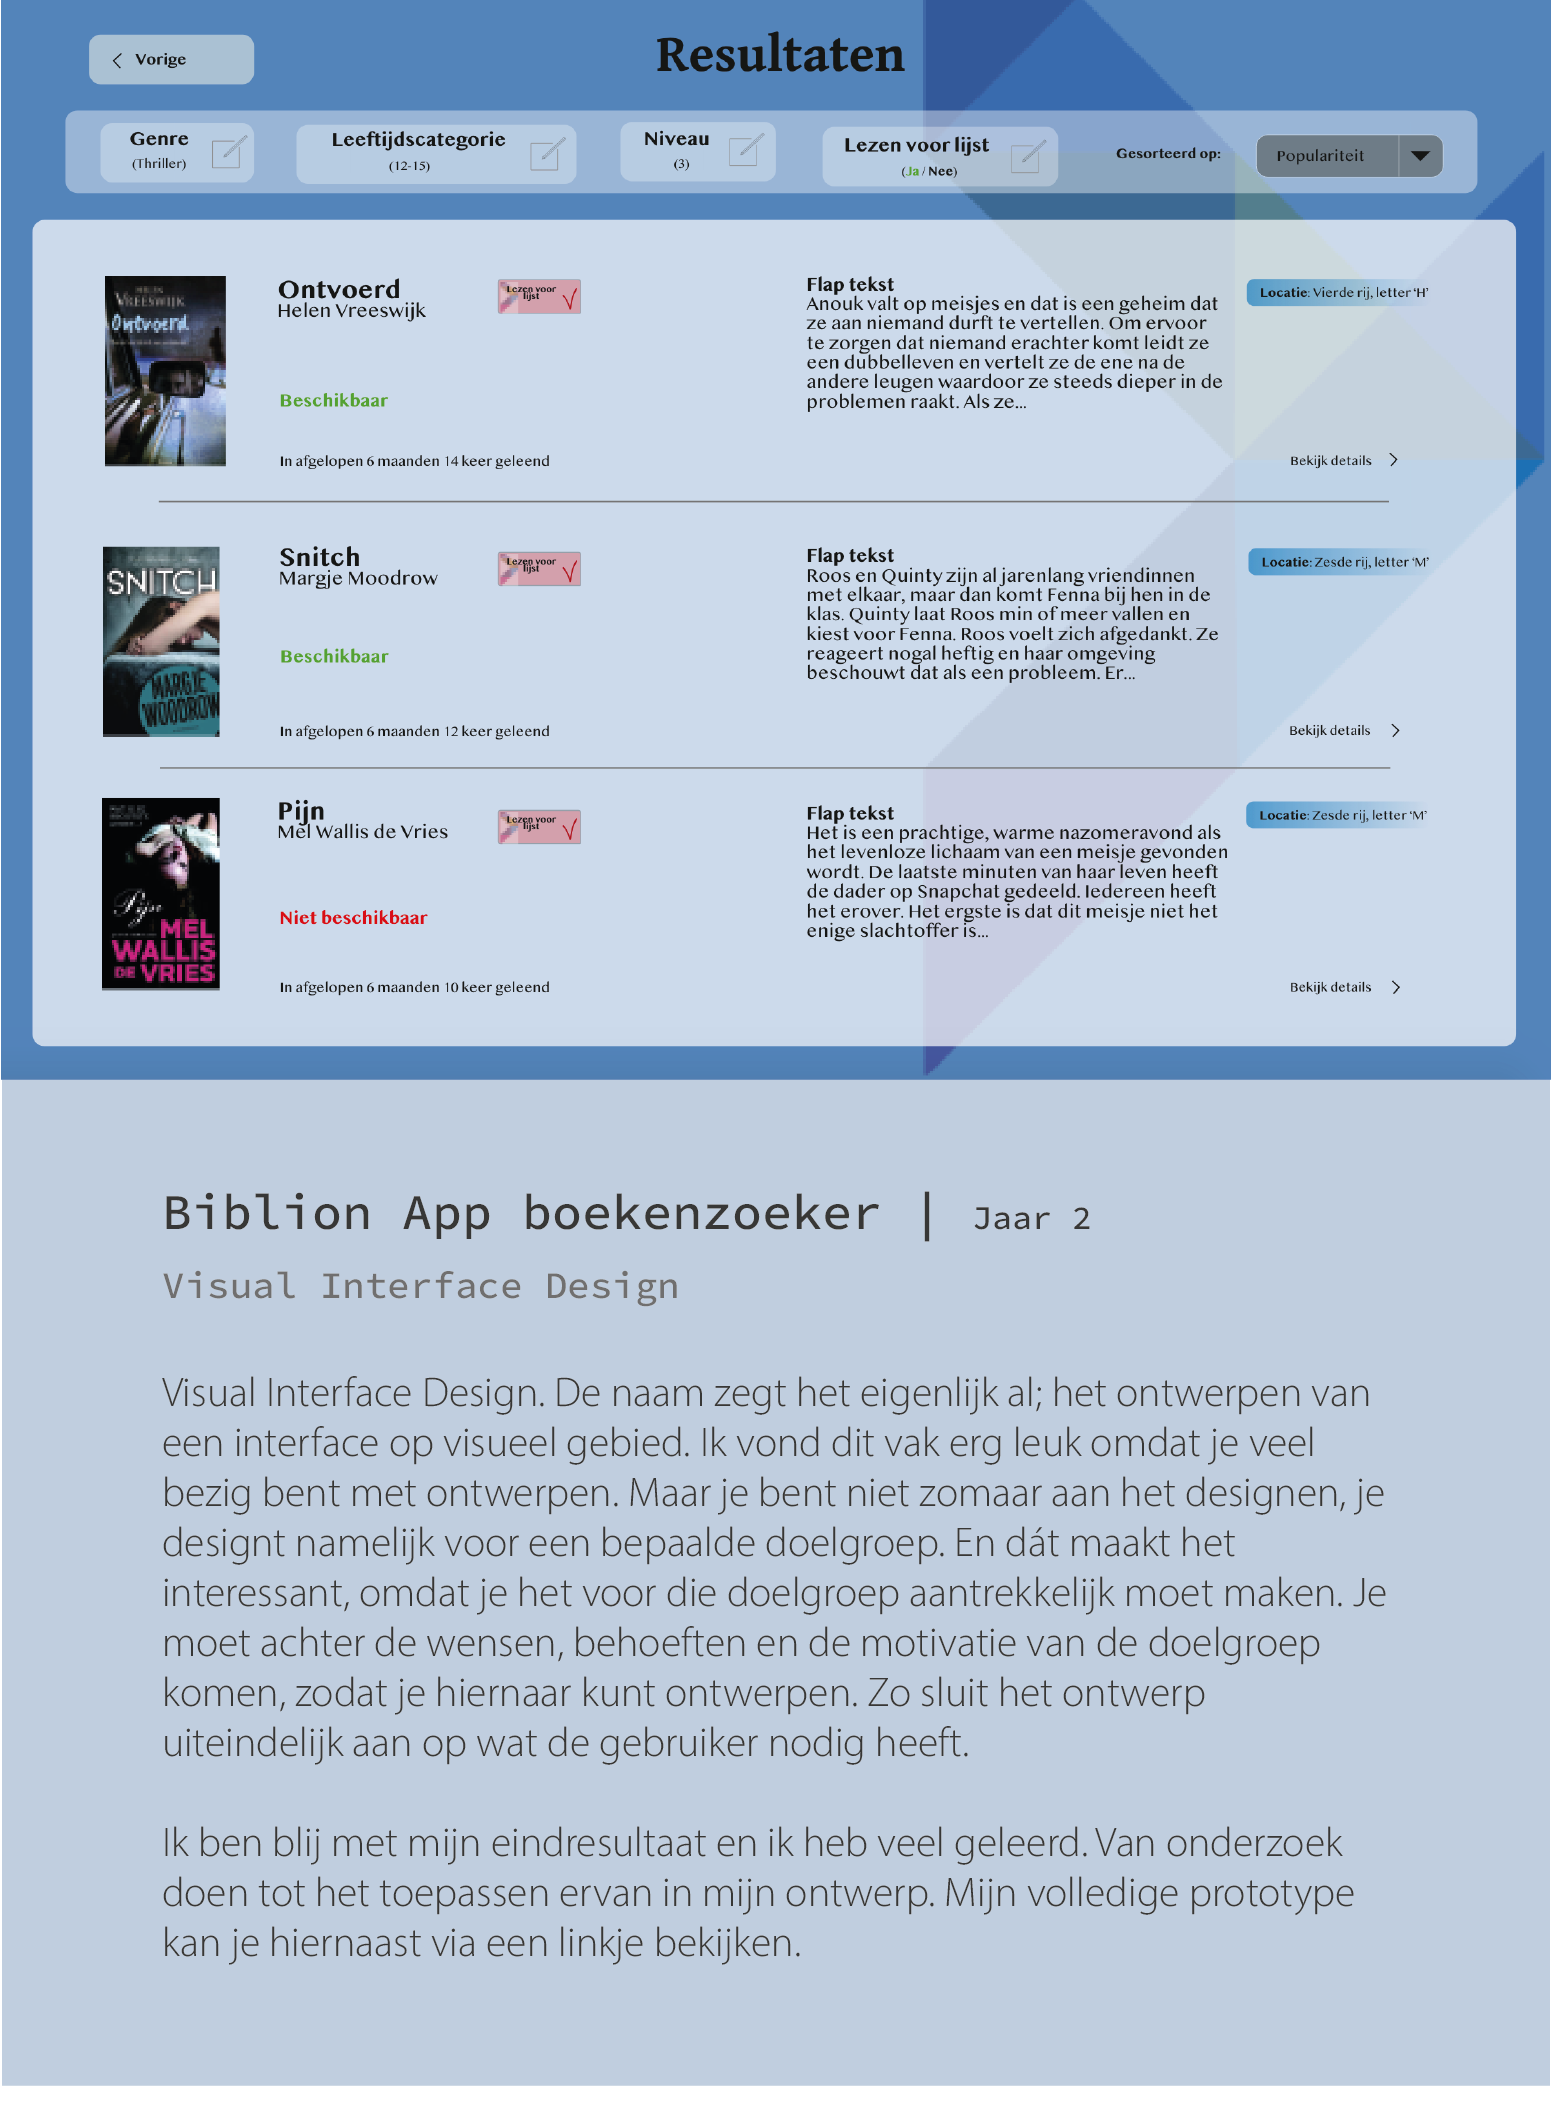 Vorige
Resultaten
Genre
(Thriller)
Leeftijdscategorie
(12-15)
Niveau
(3)
Lezen voor lijst
(Ja / Nee)
Gesorteerd op:
Populariteit
VREESWIJK
Ontvoerd
Ontvoerd
Helen Vreeswijk
Lezen voor
lijst
Beschikbaar
In afgelopen 6 maanden 14 keer geleend
Flap tekst
Anouk valt op meisjes en dat is een geheim dat
ze aan niemand durft te vertellen. Om ervoor
te zorgen dat niemand erachter komt leidt ze
een dubbelleven en vertelt ze de ene na de
andere leugen waardoor ze steeds dieper in de
problemen raakt. Als ze...
Locatie: Vierde rij, letter ‘H’
Bekijk details
SNITCH
MARGJE
WOODROW
Snitch
Margje Moodrow
Lezen voor
lijst
Beschikbaar
In afgelopen 6 maanden 12 keer geleend
Flap tekst
Roos en Quinty zijn al jarenlang vriendinnen
met elkaar, maar dan komt Fenna bij hen in de
klas. Quinty laat Roos min of meer vallen en
kiest voor Fenna. Roos voelt zich afgedankt. Ze
reageert nogal heftig en haar omgeving
beschouwt dat als een probleem. Er...
Locatie: Zesde rij, letter ‘M’
Bekijk details
Pijn
MEL
WALLIS
DE VRIES
Pijn
Mel Wallis de Vries
Lezen voor
lijst
Niet beschikbaar
In afgelopen 6 maanden 10 keer geleend
Flap tekst
Het is een prachtige, warme nazomeravond als
het levenloze lichaam van een meisje gevonden
wordt. De laatste minuten van haar leven heeft
de dader op Snapchat gedeeld. Iedereen heeft
het erover. Het ergste is dat dit meisje niet het
enige slachtoffer is...
Locatie: Zesde rij, letter ‘M’
Bekijk details
Biblion App boekenzoeker | Jaar 2
Visual Interface Design
Visual Interface Design. De naam zegt het eigenlijk al; het ontwerpen van
een interface op visueel gebied. Ik vond dit vak erg leuk omdat je veel
bezig bent met ontwerpen. Maar je bent niet zomaar aan het designen, je
designt namelijk voor een bepaalde doelgroep. En dát maakt het
interessant, omdat je het voor die doelgroep aantrekkelijk moet maken. Je
moet achter de wensen, behoeften en de motivatie van de doelgroep
komen, zodat je hiernaar kunt ontwerpen. Zo sluit het ontwerp
uiteindelijk aan op wat de gebruiker nodig heeft.
Ik ben blij met mijn eindresultaat en ik heb veel geleerd. Van onderzoek
doen tot het toepassen ervan in mijn ontwerp. Mijn volledige prototype
kan je hiernaast via een linkje bekijken.